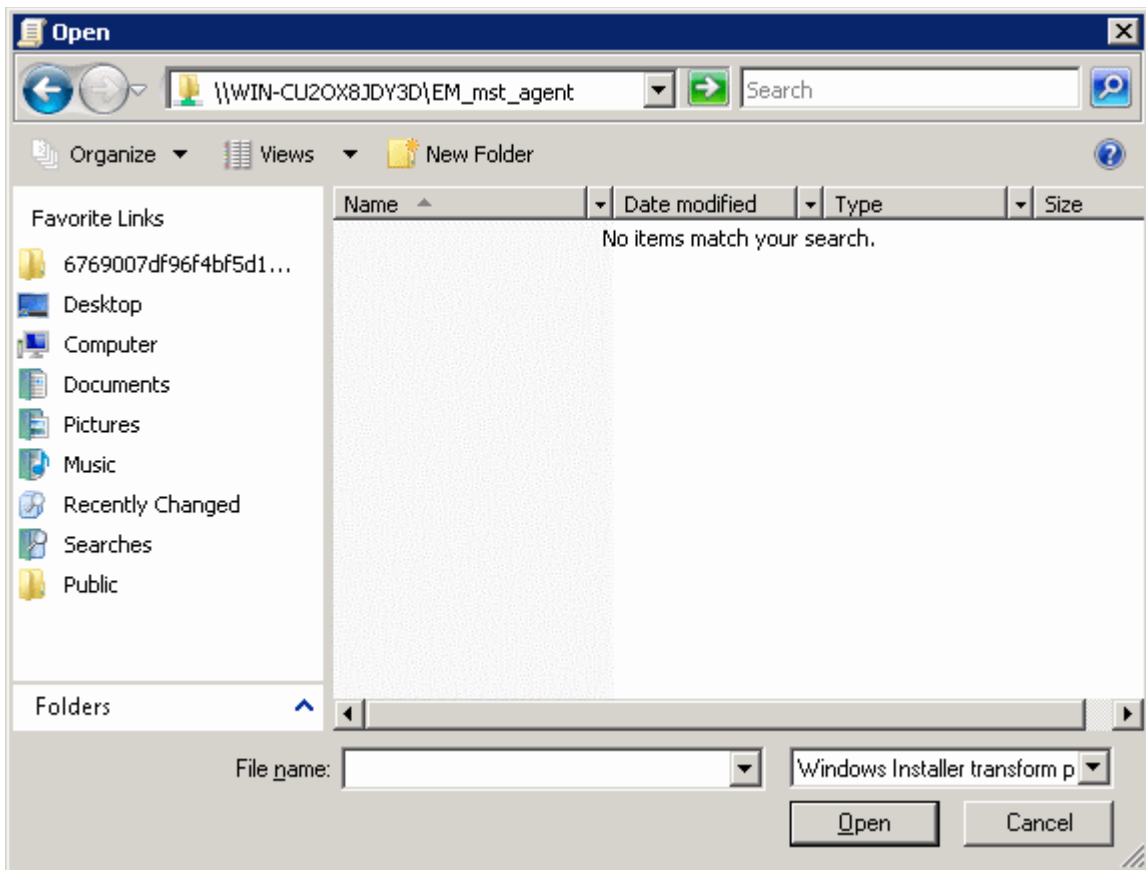 Open
\\WIN-CU2OX8JDY3D\EM_mst_agent
Search
Organize Views New Folder
Favorite Links
6769007df96f4bf5d1...
Desktop
Computer
Documents
Pictures
Music
Recently Changed
Searches
Public
Folders
Name Date modified Type Size
No items match your search.
File name: Windows Installer transform p
Open Cancel